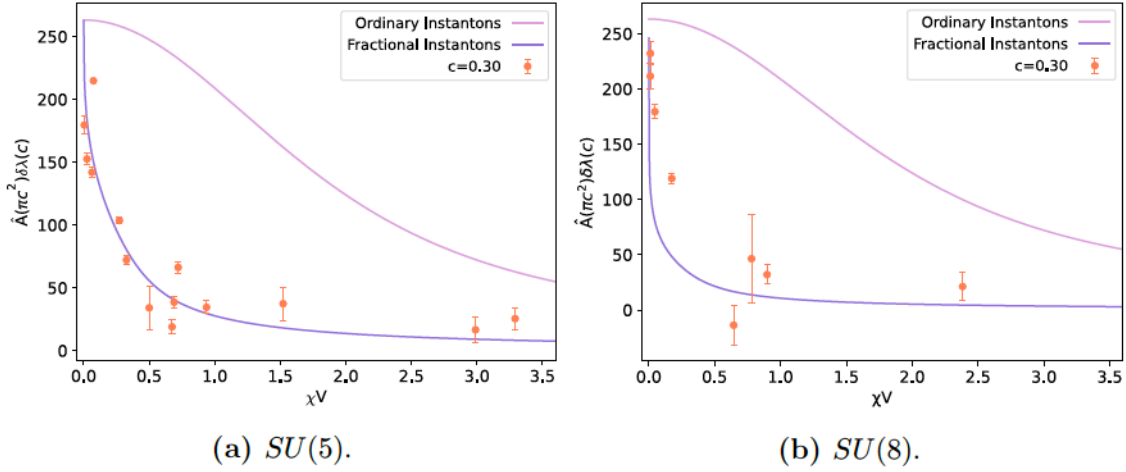 Ordinary Instantons
Fractional Instantons
c=0.30
250
200
150
100
50
0
Â(πc²)δλ(c)
0.0 0.5 1.0 1.5 2.0 2.5 3.0 3.5
χV
(a) SU(5).
Ordinary Instantons
Fractional Instantons
c=0.30
250
200
150
100
50
0
Â(πc²)δλ(c)
0.0 0.5 1.0 1.5 2.0 2.5 3.0 3.5
χV
(b) SU(8).